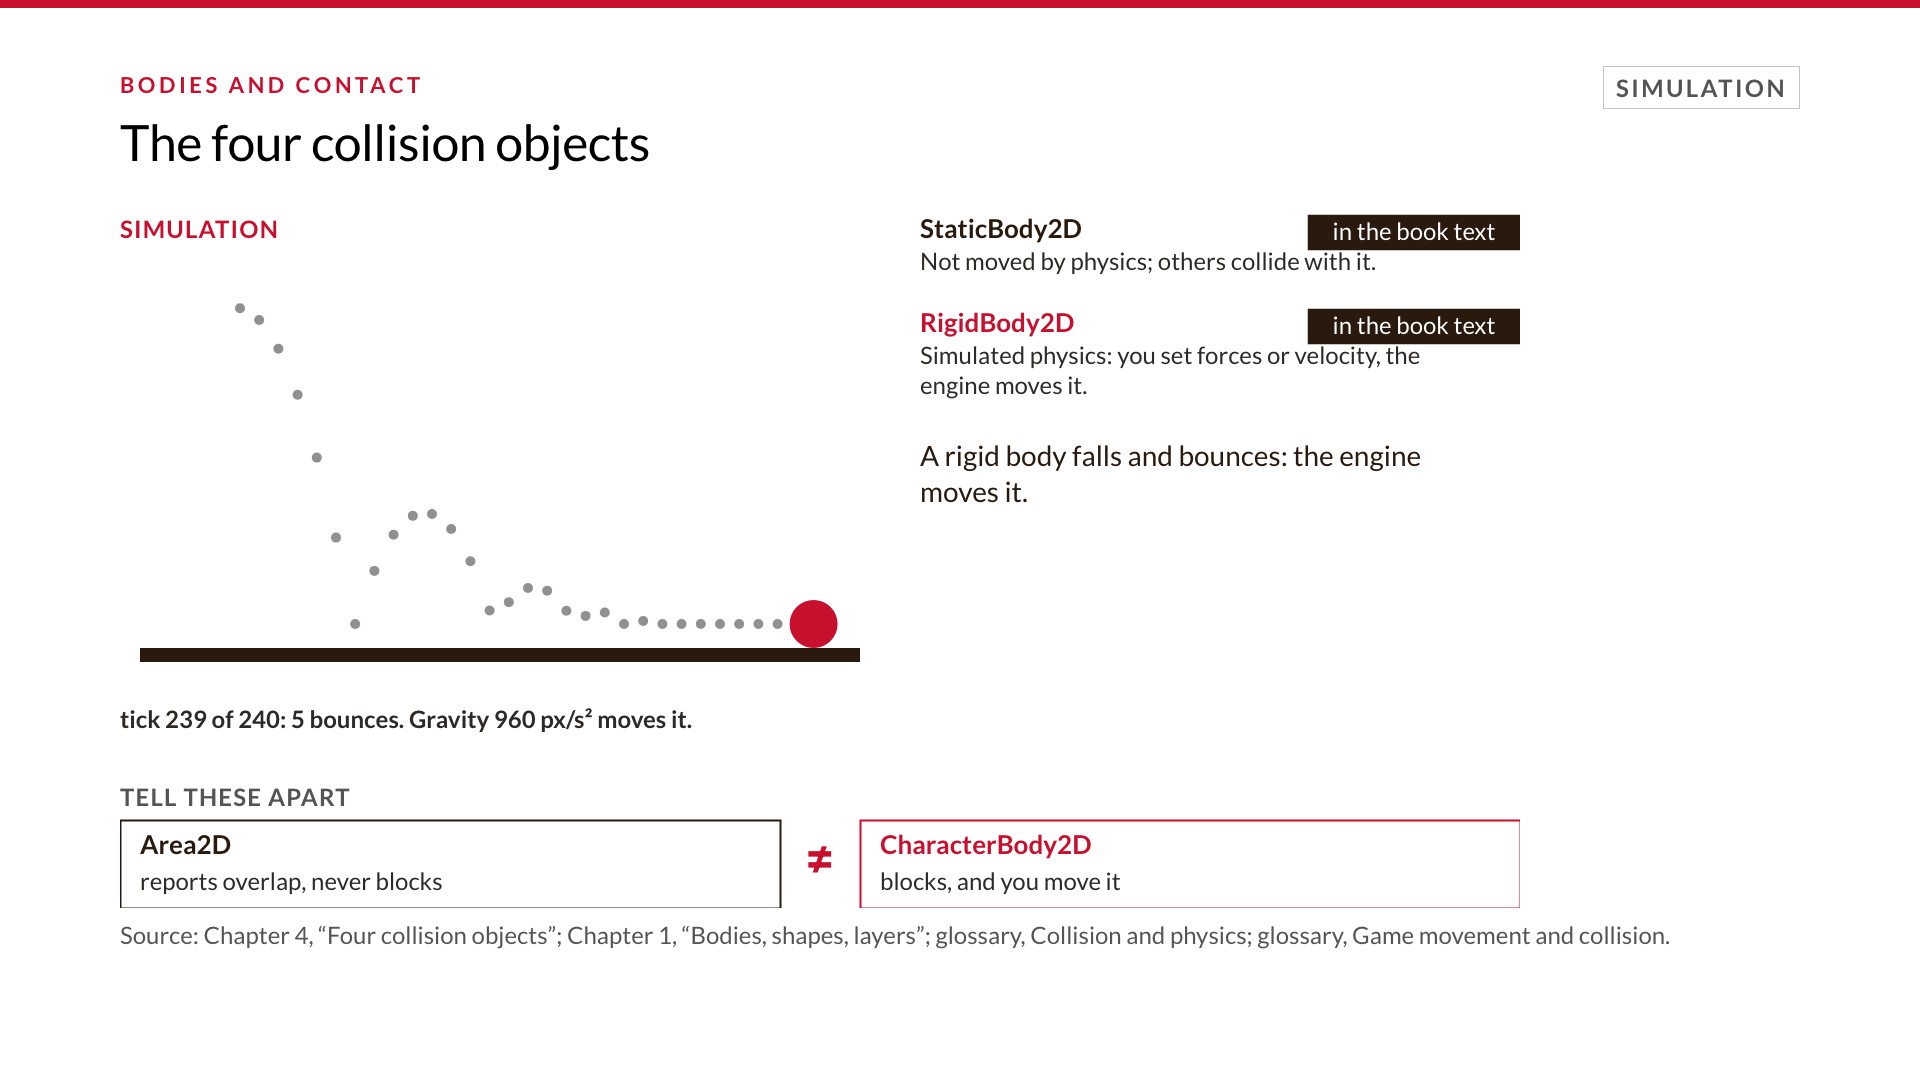 BODIES AND CONTACT
SIMULATION
The four collision objects
SIMULATION
StaticBody2D
in the book text
Not moved by physics; others collide with it.
RigidBody2D
in the book text
Simulated physics: you set forces or velocity, the
engine moves it.
A rigid body falls and bounces: the engine
moves it.
tick 239 of 240: 5 bounces. Gravity 960 px/s² moves it.
TELL THESE APART
Area2D
reports overlap, never blocks
≠
CharacterBody2D
blocks, and you move it
Source: Chapter 4, “Four collision objects”; Chapter 1, “Bodies, shapes, layers”; glossary, Collision and physics; glossary, Game movement and collision.